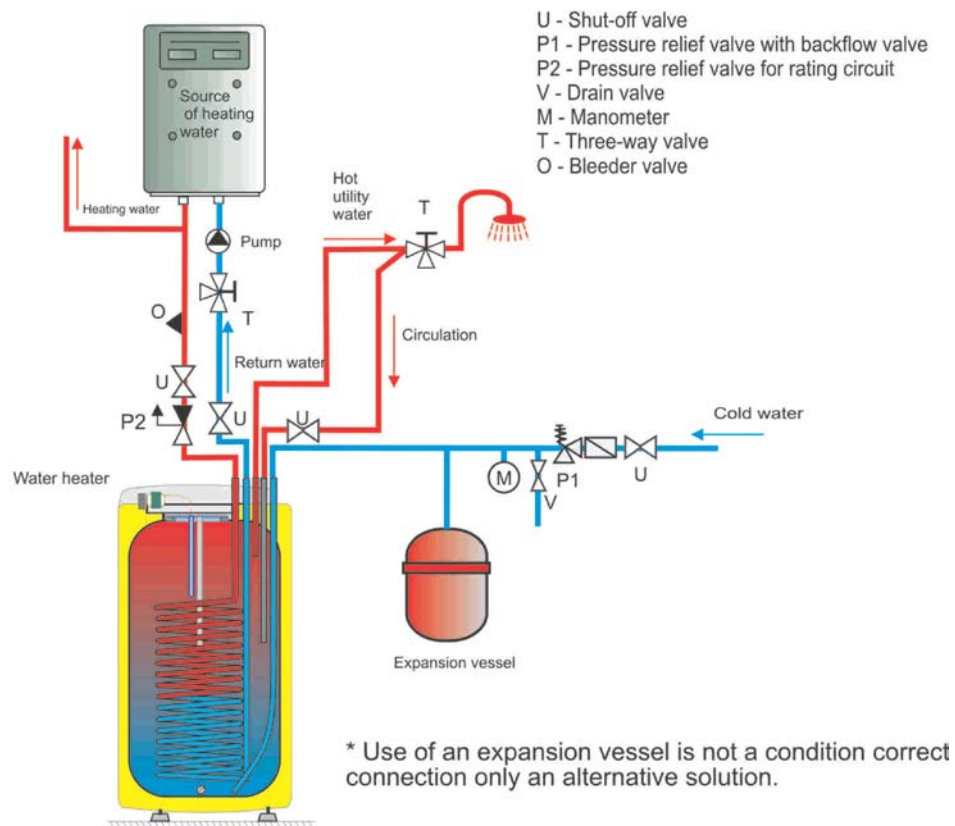 U - Shut-off valve
P1 - Pressure relief valve with backflow valve
P2 - Pressure relief valve for rating circuit
V - Drain valve
M - Manometer
T - Three-way valve
O - Bleeder valve
Source
of heating
water
Heating water
Hot
utility
water
T
Pump
O
T
Circulation
Return water
U
P2
U
U
Cold water
M
V
P1
U
Water heater
Expansion vessel
* Use of an expansion vessel is not a condition correct
connection only an alternative solution.